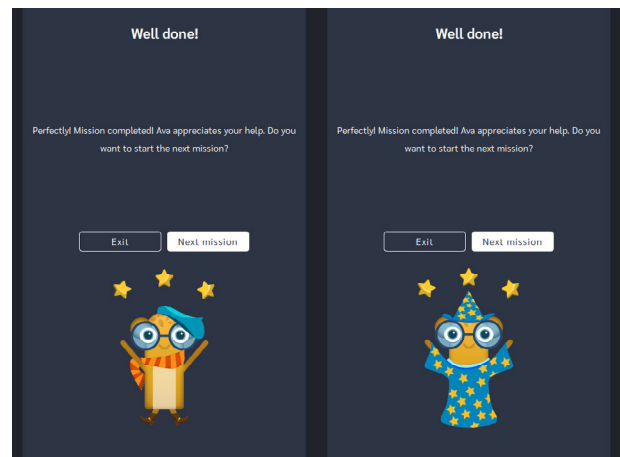 Well done!
Perfectly! Mission completed! Ava appreciates your help. Do you
want to start the next mission?
Exit
Next mission
Well done!
Perfectly! Mission completed! Ava appreciates your help. Do you
want to start the next mission?
Exit
Next mission